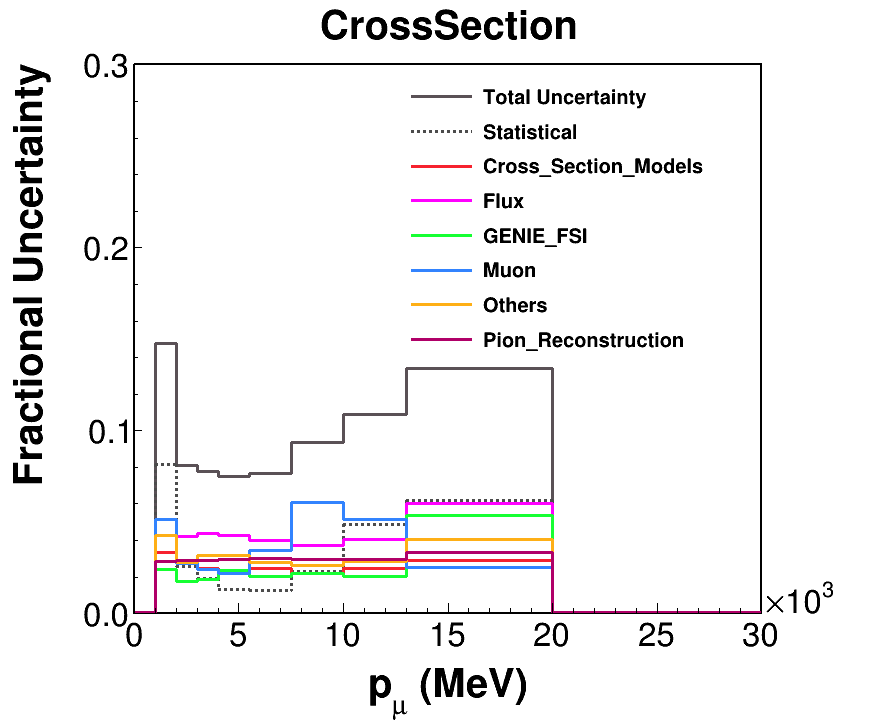 CrossSection
Fractional Uncertainty
0.3
0.2
0.1
0.0
Total Uncertainty
Statistical
Cross_Section_Models
Flux
GENIE_FSI
Muon
Others
Pion_Reconstruction
0 5 10 15 20 25 30
×10³
pμ (MeV)